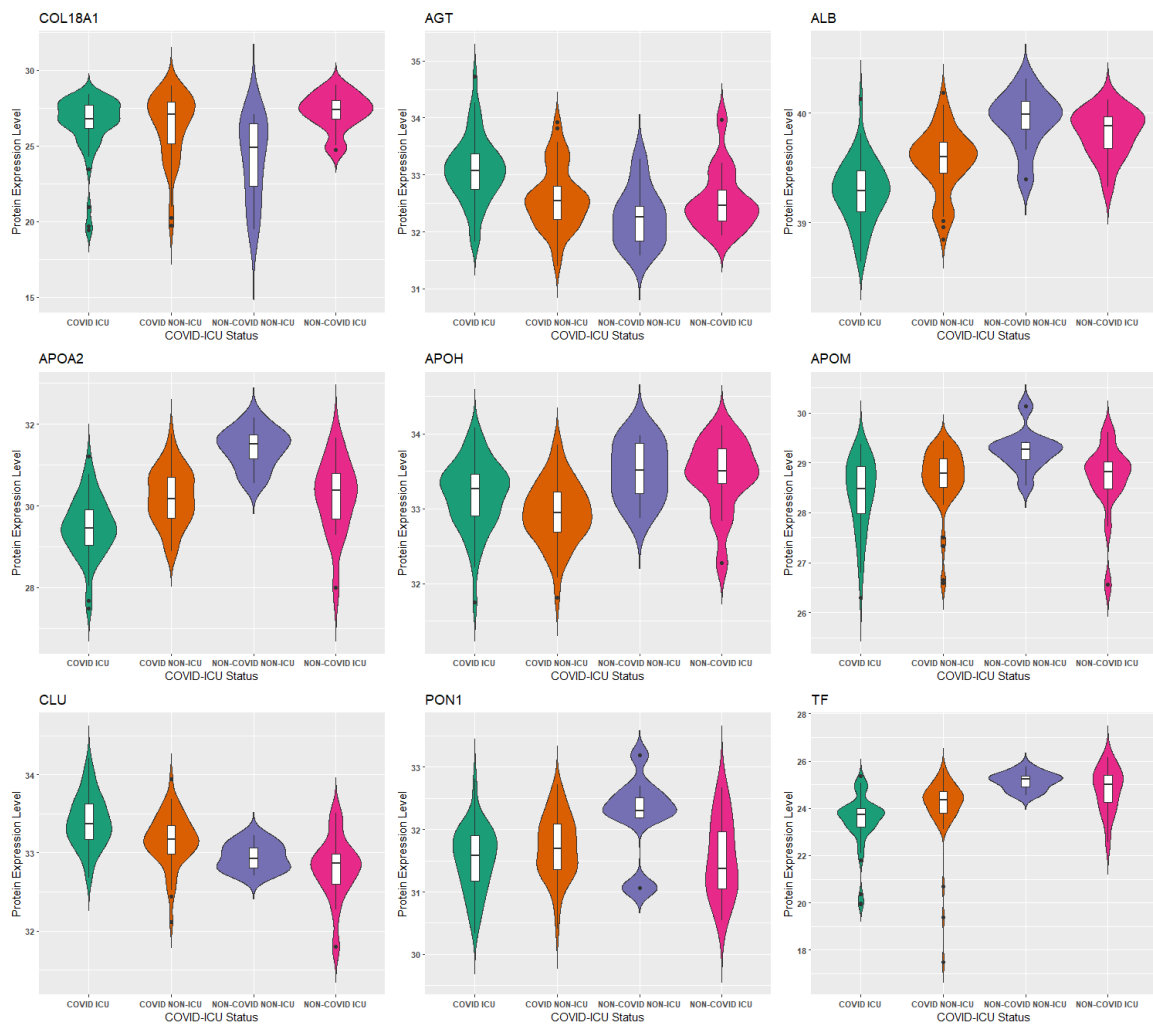 COL18A1
AGT
ALB
Protein Expression Level
30
25
20
15
Protein Expression Level
35
34
33
32
31
Protein Expression Level
40
39
COVID ICU COVID NON-ICU NON-COVID NON-ICU NON-COVID ICU
COVID ICU COVID NON-ICU NON-COVID NON-ICU NON-COVID ICU
COVID ICU COVID NON-ICU NON-COVID NON-ICU NON-COVID ICU
COVID-ICU Status
COVID-ICU Status
COVID-ICU Status
APOA2
APOH
APOM
Protein Expression Level
32
30
28
Protein Expression Level
34
33
32
Protein Expression Level
30
29
28
27
26
COVID ICU COVID NON-ICU NON-COVID NON-ICU NON-COVID ICU
COVID ICU COVID NON-ICU NON-COVID NON-ICU NON-COVID ICU
COVID ICU COVID NON-ICU NON-COVID NON-ICU NON-COVID ICU
COVID-ICU Status
COVID-ICU Status
COVID-ICU Status
CLU
PON1
TF
Protein Expression Level
34
33
32
Protein Expression Level
33
32
31
30
Protein Expression Level
28
26
24
22
20
18
COVID ICU COVID NON-ICU NON-COVID NON-ICU NON-COVID ICU
COVID ICU COVID NON-ICU NON-COVID NON-ICU NON-COVID ICU
COVID ICU COVID NON-ICU NON-COVID NON-ICU NON-COVID ICU
COVID-ICU Status
COVID-ICU Status
COVID-ICU Status